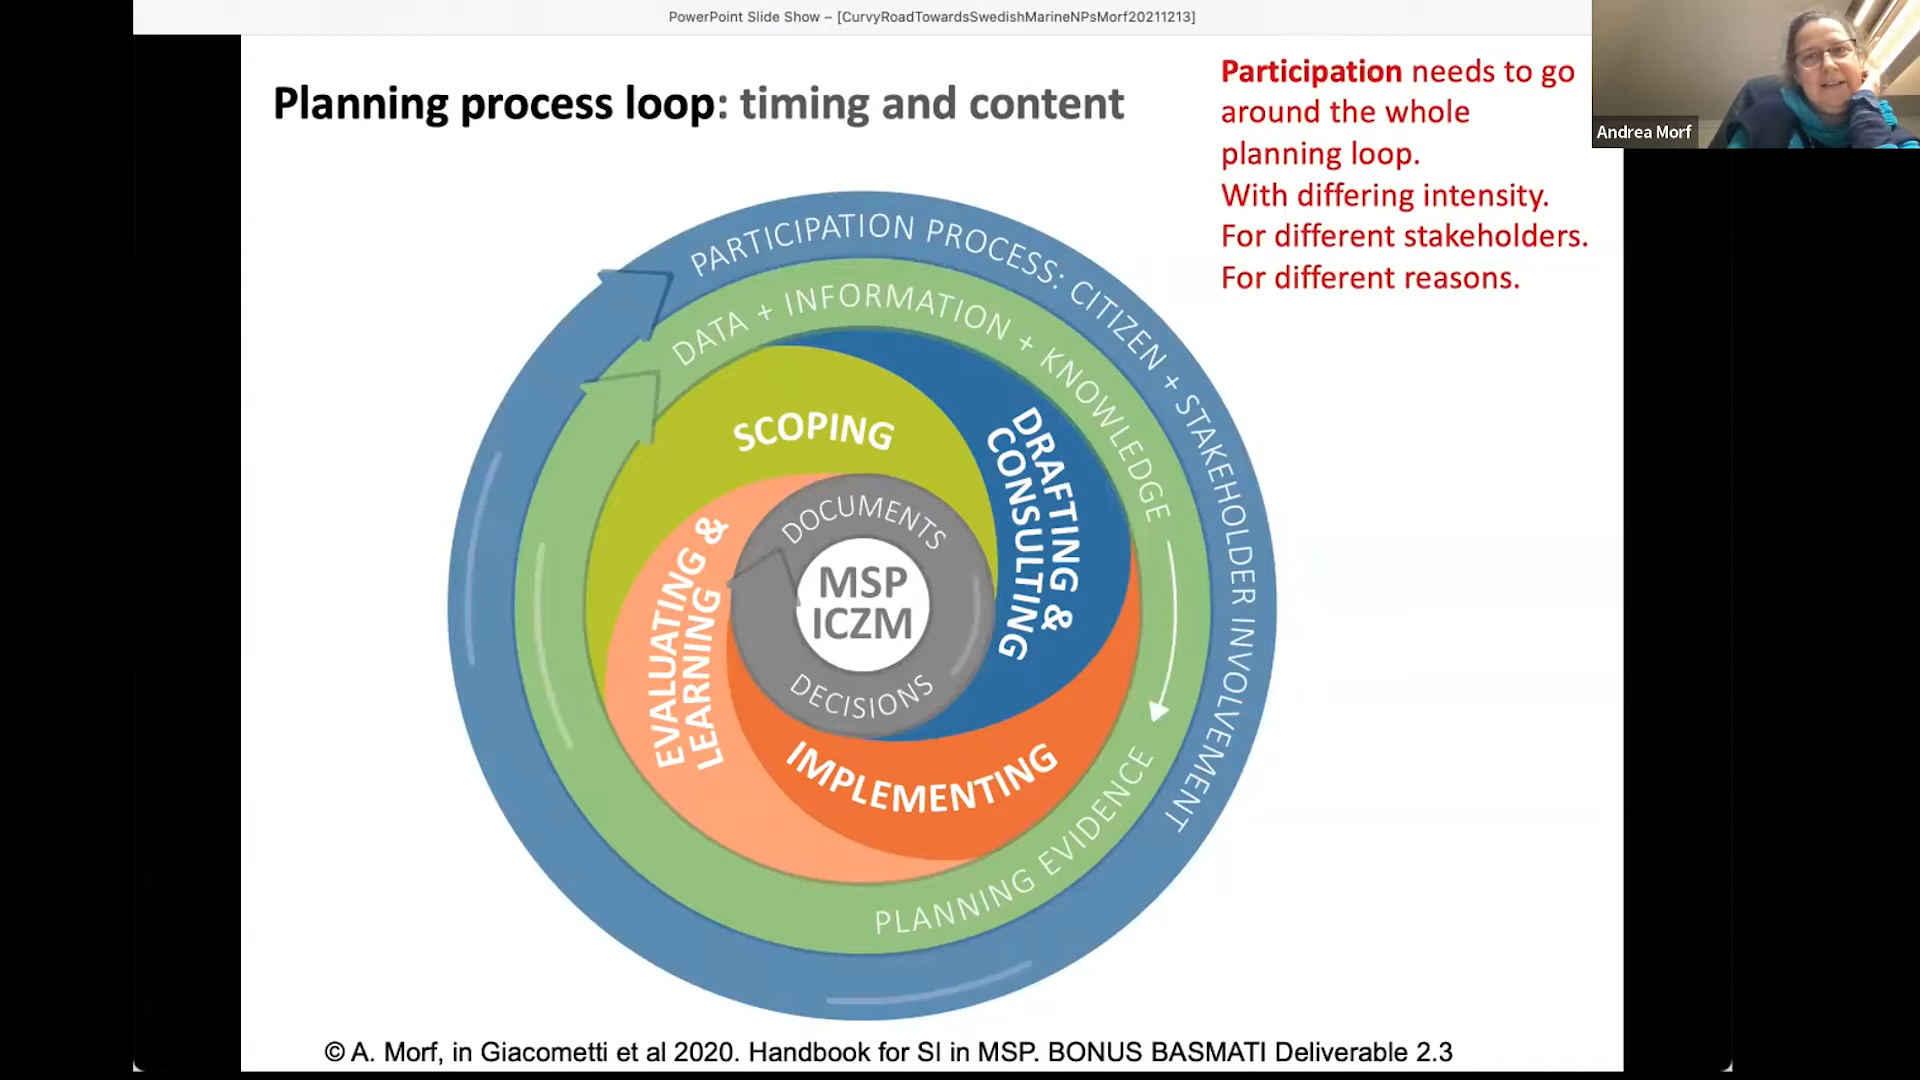 PowerPoint Slide Show – [CurvyRoadTowardsSwedishMarineNPsMorf20211213]
Planning process loop: timing and content
Participation needs to go
around the whole
planning loop.
With differing intensity.
For different stakeholders.
For different reasons.
Andrea Morf
PARTICIPATION PROCESS: CITIZEN + STAKEHOLDER INVOLVEMENT
DATA + INFORMATION + KNOWLEDGE
PLANNING EVIDENCE
SCOPING
DRAFTING &
CONSULTING
IMPLEMENTING
EVALUATING &
LEARNING
DOCUMENTS
MSP
ICZM
DECISIONS
© A. Morf, in Giacometti et al 2020. Handbook for SI in MSP. BONUS BASMATI Deliverable 2.3